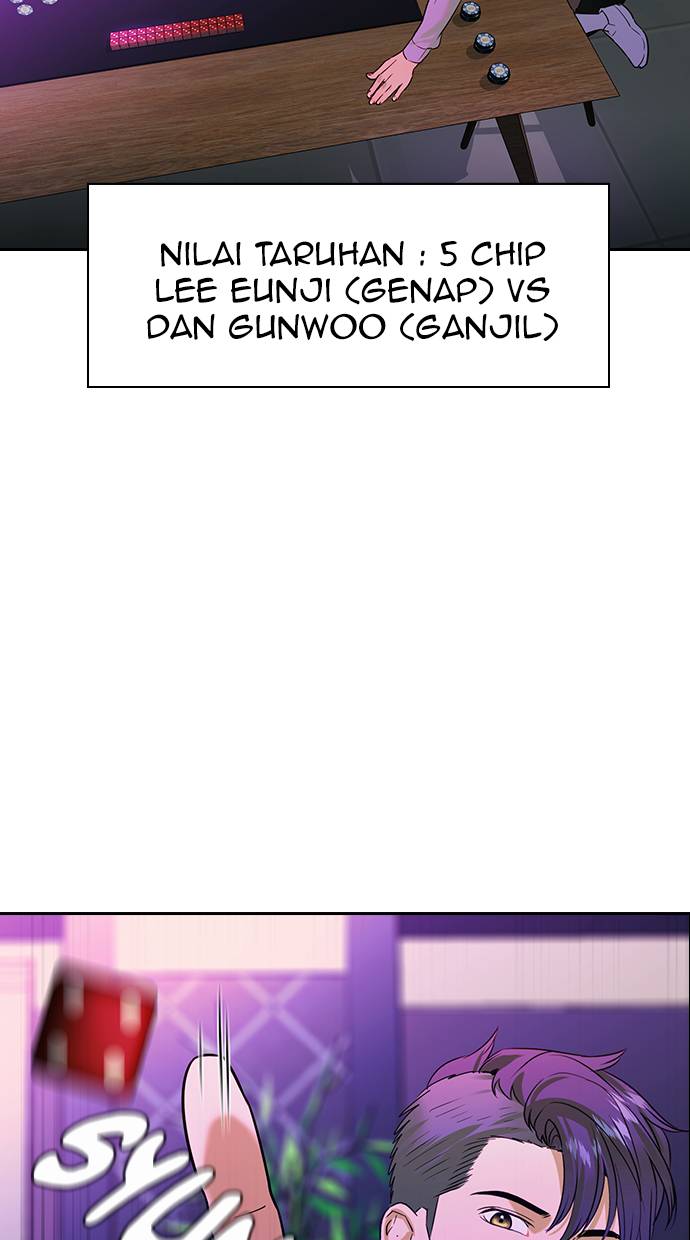 NILAI TARUHAN : 5 CHIP
LEE EUNJI (GENAP) VS
DAN GUNWOO (GANJIL)